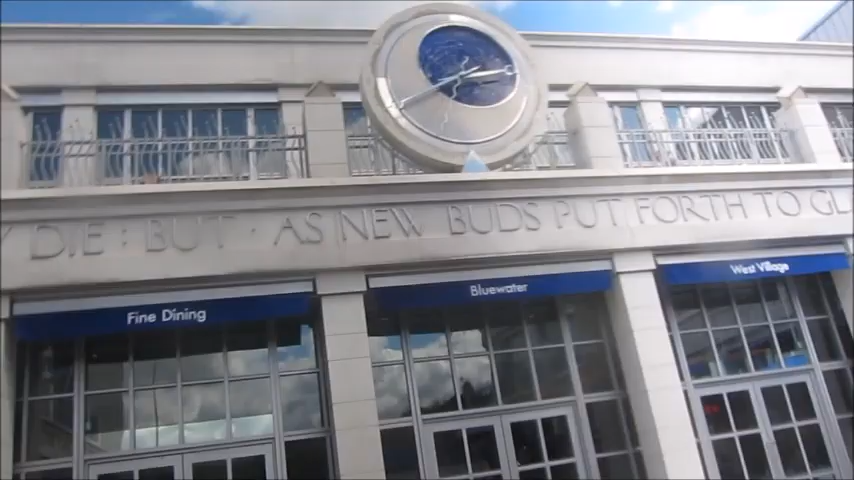 DIE · BUT · AS NEW BUDS PUT FORTH TO
Fine Dining
Bluewater
West Village